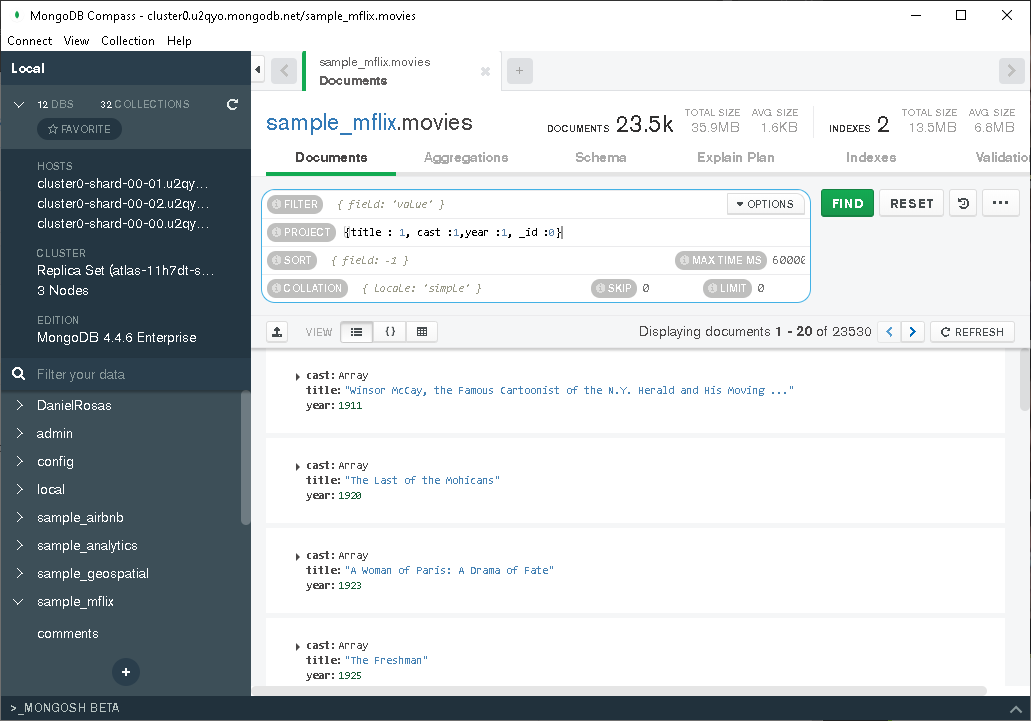 MongoDB Compass - cluster0.u2qyo.mongodb.net/sample_mflix.movies
Connect View Collection Help
Local
sample_mflix.movies
Documents
12 DBS 32 COLLECTIONS
FAVORITE
sample_mflix.movies
DOCUMENTS 23.5k
TOTAL SIZE
35.9MB
AVG. SIZE
1.6KB
INDEXES 2
TOTAL SIZE
13.5MB
AVG. SIZE
6.8MB
Documents Aggregations Schema Explain Plan Indexes Validatio
HOSTS
cluster0-shard-00-01.u2qy...
cluster0-shard-00-02.u2qy...
cluster0-shard-00-00.u2qy...
CLUSTER
Replica Set (atlas-11h7dt-s...
3 Nodes
EDITION
MongoDB 4.4.6 Enterprise
FILTER { field: 'value' } OPTIONS
FIND RESET ...
PROJECT {title : 1, cast :1,year :1, _id :0}
SORT { field: -1 } MAX TIME MS 60000
COLLATION { locale: 'simple' } SKIP 0 LIMIT 0
VIEW {} Displaying documents 1 - 20 of 23530 < > REFRESH
Filter your data
DanielRosas
admin
config
local
sample_airbnb
sample_analytics
sample_geospatial
sample_mflix
comments
+
cast: Array
title: "Winsor McCay, the Famous Cartoonist of the N.Y. Herald and His Moving ..."
year: 1911
cast: Array
title: "The Last of the Mohicans"
year: 1920
cast: Array
title: "A Woman of Paris: A Drama of Fate"
year: 1923
cast: Array
title: "The Freshman"
year: 1925
>_MONGOSH BETA